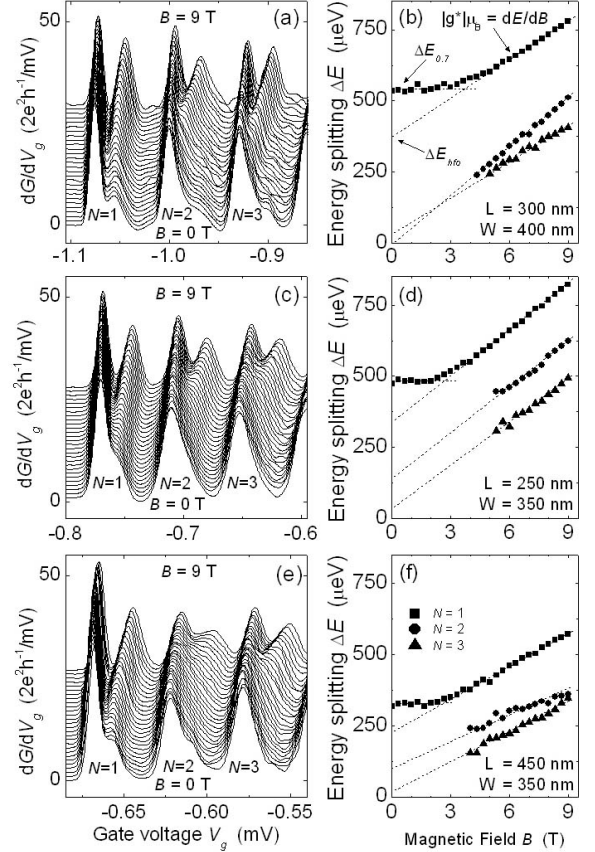 (a)
dG/dVg (2e²h⁻¹/mV)
50
0
B = 9 T
N=1 N=2 N=3
B = 0 T
-1.1 -1.0 -0.9
(b)
|g*|μB = dE/dB
ΔE0.7
ΔEhfo
Energy splitting ΔE (μeV)
750
500
250
0
L = 300 nm
W = 400 nm
0 3 6 9
(c)
dG/dVg (2e²h⁻¹/mV)
50
0
B = 9 T
N=1 N=2 N=3
B = 0 T
-0.8 -0.7 -0.6
(d)
Energy splitting ΔE (μeV)
750
500
250
0
L = 250 nm
W = 350 nm
0 3 6 9
(e)
dG/dVg (2e²h⁻¹/mV)
50
0
B = 9 T
N=1 N=2 N=3
B = 0 T
-0.65 -0.60 -0.55
Gate voltage Vg (mV)
(f)
Energy splitting ΔE (μeV)
750
500
250
0
N = 1
N = 2
N = 3
L = 450 nm
W = 350 nm
0 3 6 9
Magnetic Field B (T)